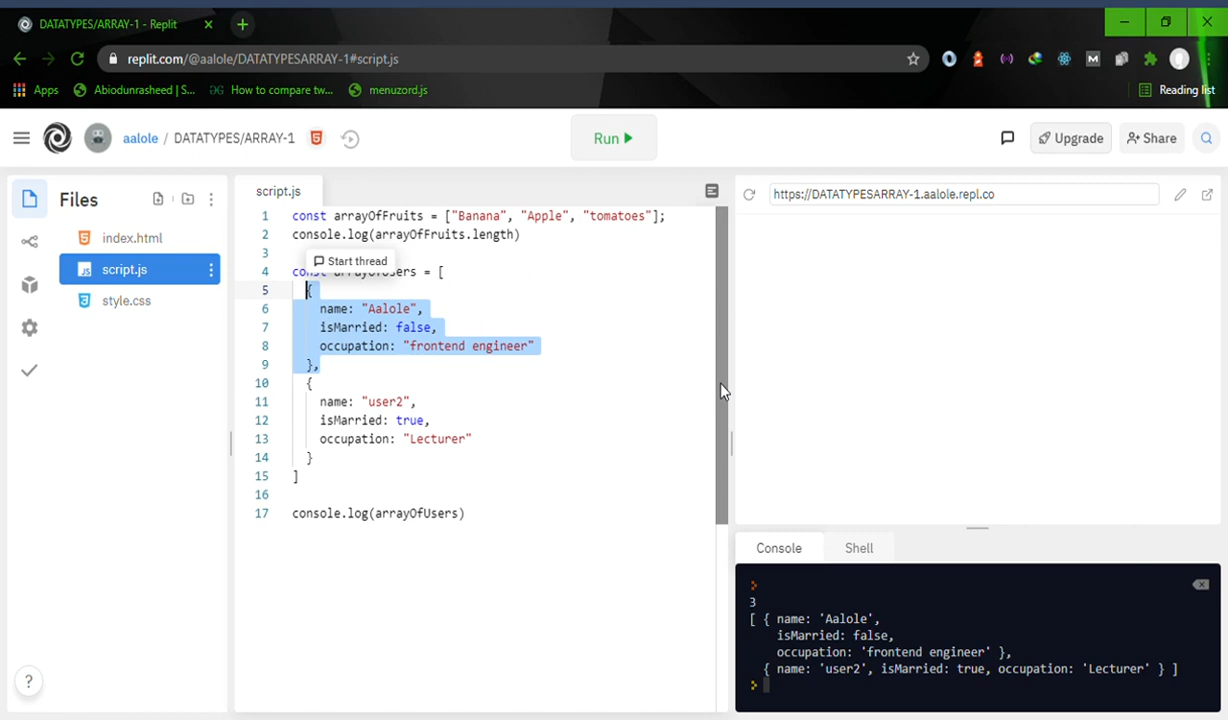 DATATYPES/ARRAY-1 - Replit
replit.com/@aalole/DATATYPESARRAY-1#script.js
Apps
Abiodunrasheed | S...
How to compare tw...
menuzord.js
Reading list
aalole / DATATYPES/ARRAY-1
Run
Upgrade
Share
Files
index.html
script.js
style.css
script.js
1 const arrayOfFruits = ["Banana", "Apple", "tomatoes"];
2 console.log(arrayOfFruits.length)
3
Start thread
4 const arrayOfUsers = [
5 {
6 name: "Aalole",
7 isMarried: false,
8 occupation: "frontend engineer"
9 },
10 {
11 name: "user2",
12 isMarried: true,
13 occupation: "Lecturer"
14 }
15 ]
16
17 console.log(arrayOfUsers)
https://DATATYPESARRAY-1.aalole.repl.co
Console
Shell
3
[ { name: 'Aalole',
isMarried: false,
occupation: 'frontend engineer' },
{ name: 'user2', isMarried: true, occupation: 'Lecturer' } ]
?